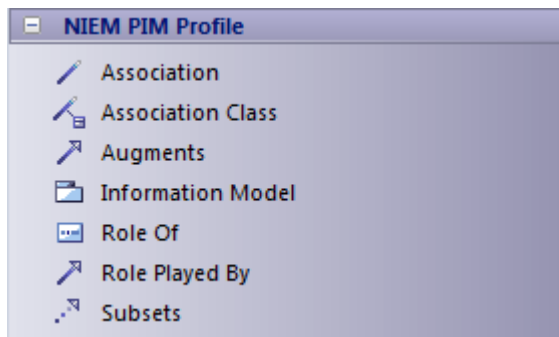 NIEM PIM Profile
Association
Association Class
Augments
Information Model
Role Of
Role Played By
Subsets